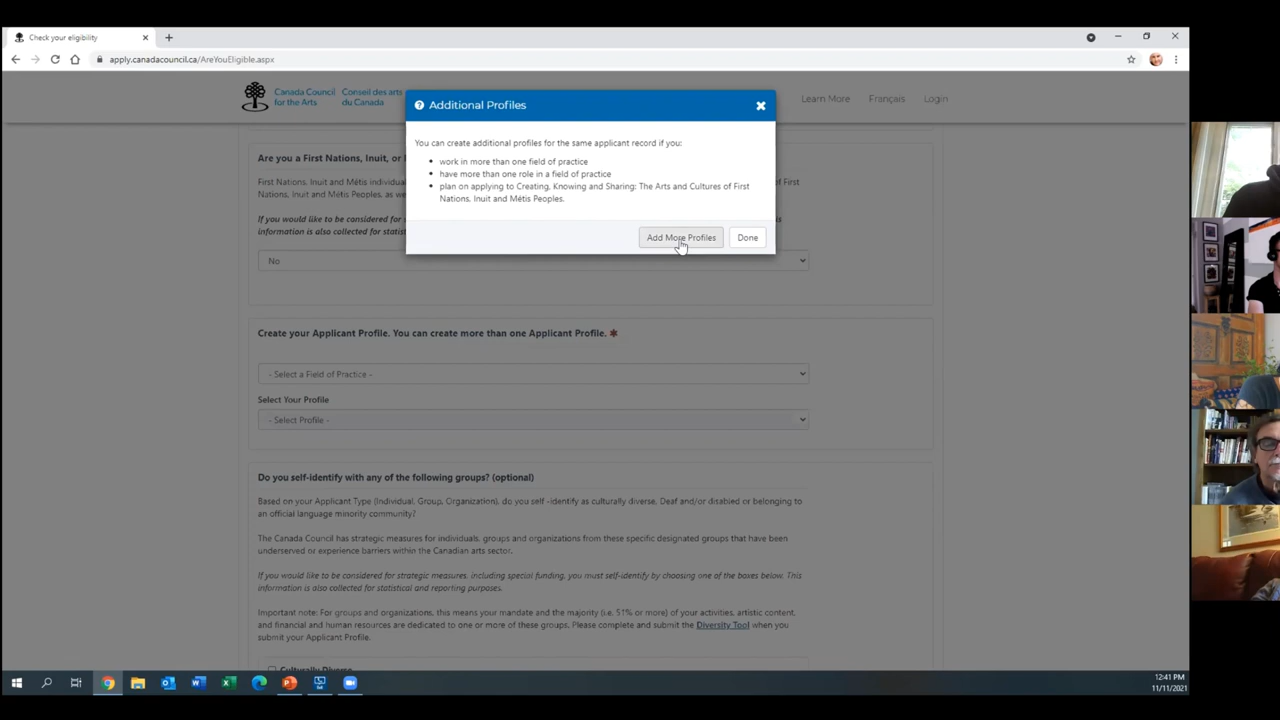 Check your eligibility
apply.canadacouncil.ca/AreYouEligible.aspx
Canada Council
for the Arts
Conseil des arts
du Canada
Learn More
Français
Login
Additional Profiles
You can create additional profiles for the same applicant record if you:
work in more than one field of practice
have more than one role in a field of practice
plan on applying to Creating, Knowing and Sharing: The Arts and Cultures of First
Nations, Inuit and Métis Peoples.
Add More Profiles
Done
Are you a First Nations, Inuit, or
First Nations, Inuit and Métis individual
of First
Nations, Inuit and Métis Peoples, as we
If you would like to be considered for
this
information is also collected for statist
No
Create your Applicant Profile. You can create more than one Applicant Profile. *
- Select a Field of Practice -
Select Your Profile
- Select Profile -
Do you self-identify with any of the following groups? (optional)
Based on your Applicant Type (Individual, Group, Organization), do you self -identify as culturally diverse, Deaf and/or disabled or belonging to
an official language minority community?
The Canada Council has strategic measures for individuals, groups and organizations from these specific designated groups that have been
underserved or experience barriers within the Canadian arts sector.
If you would like to be considered for strategic measures, including special funding, you must self-identify by choosing one of the boxes below. This
information is also collected for statistical and reporting purposes.
Important note: For groups and organizations, this means your mandate and the majority (i.e. 51% or more) of your activities, artistic content,
and financial and human resources are dedicated to one or more of these groups. Please complete and submit the Diversity Tool when you
submit your Applicant Profile.
Culturally Diverse
12:41 PM
11/11/2021